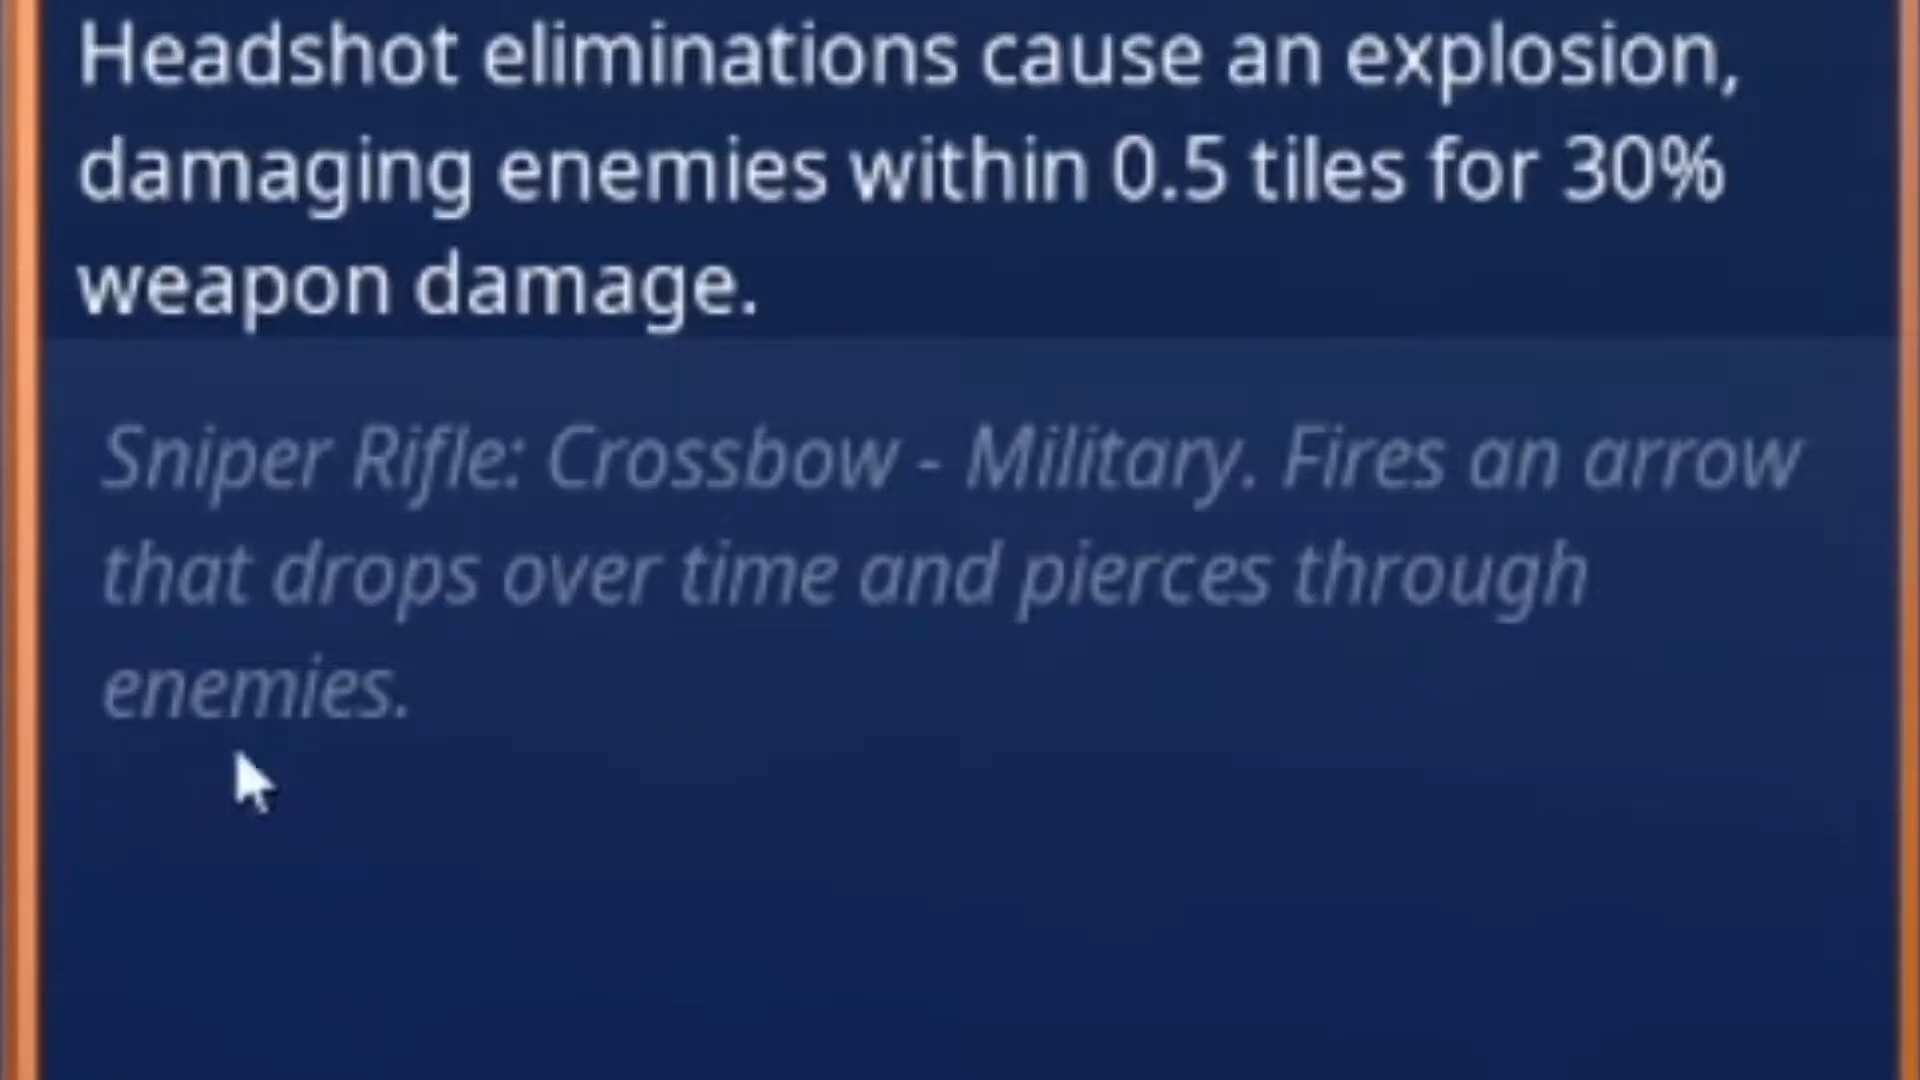 Headshot eliminations cause an explosion,
damaging enemies within 0.5 tiles for 30%
weapon damage.
Sniper Rifle: Crossbow - Military. Fires an arrow
that drops over time and pierces through
enemies.